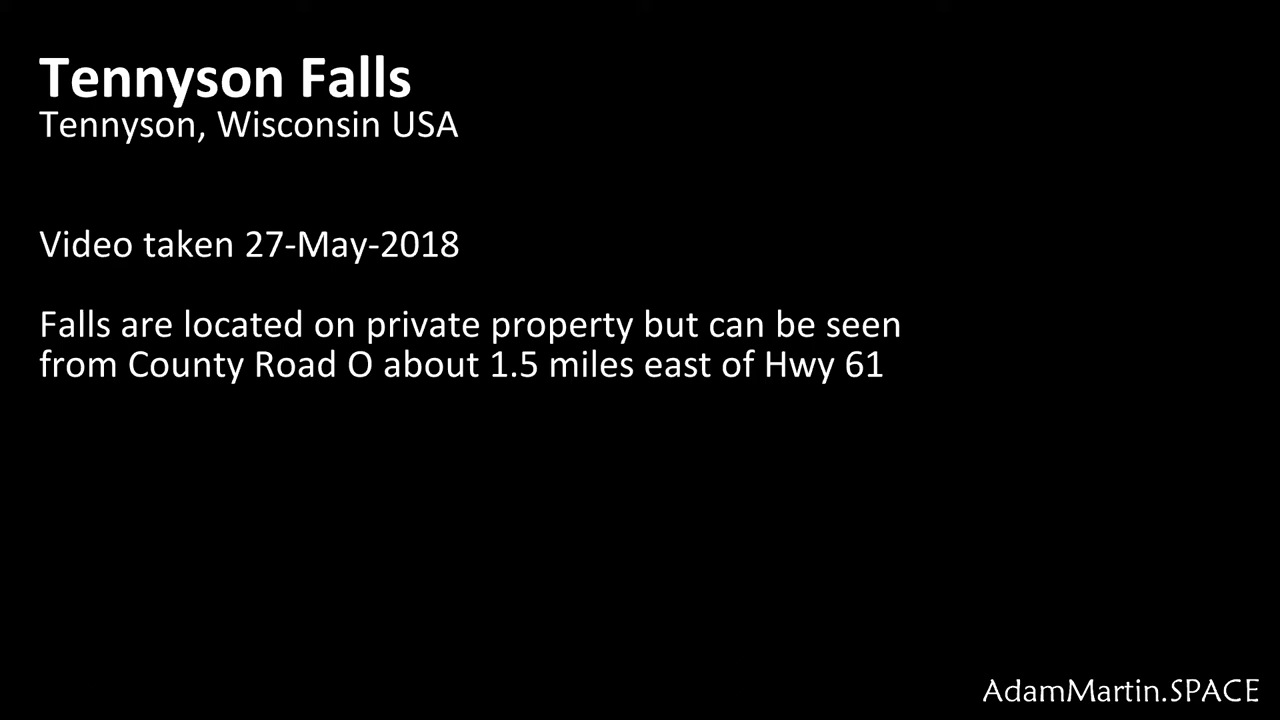 Tennyson Falls
Tennyson, Wisconsin USA
Video taken 27-May-2018
Falls are located on private property but can be seen
from County Road O about 1.5 miles east of Hwy 61
AdamMartin.SPACE